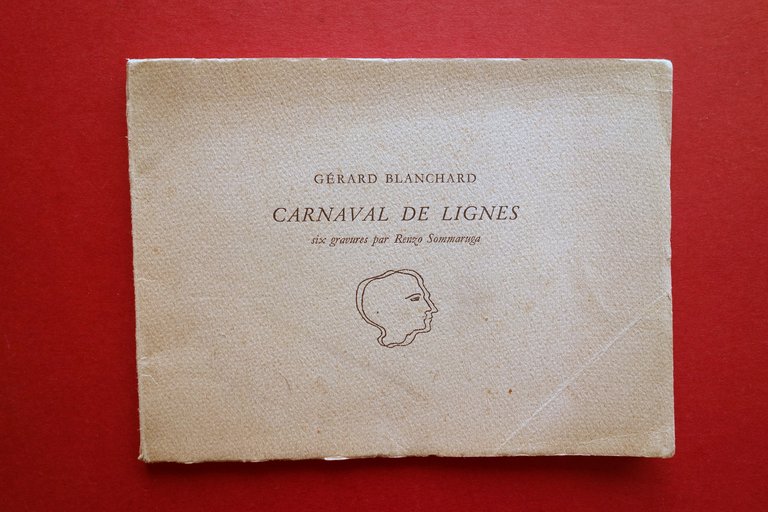 GÉRARD BLANCHARD
CARNAVAL DE LIGNES
six gravures par Renzo Sommaruga